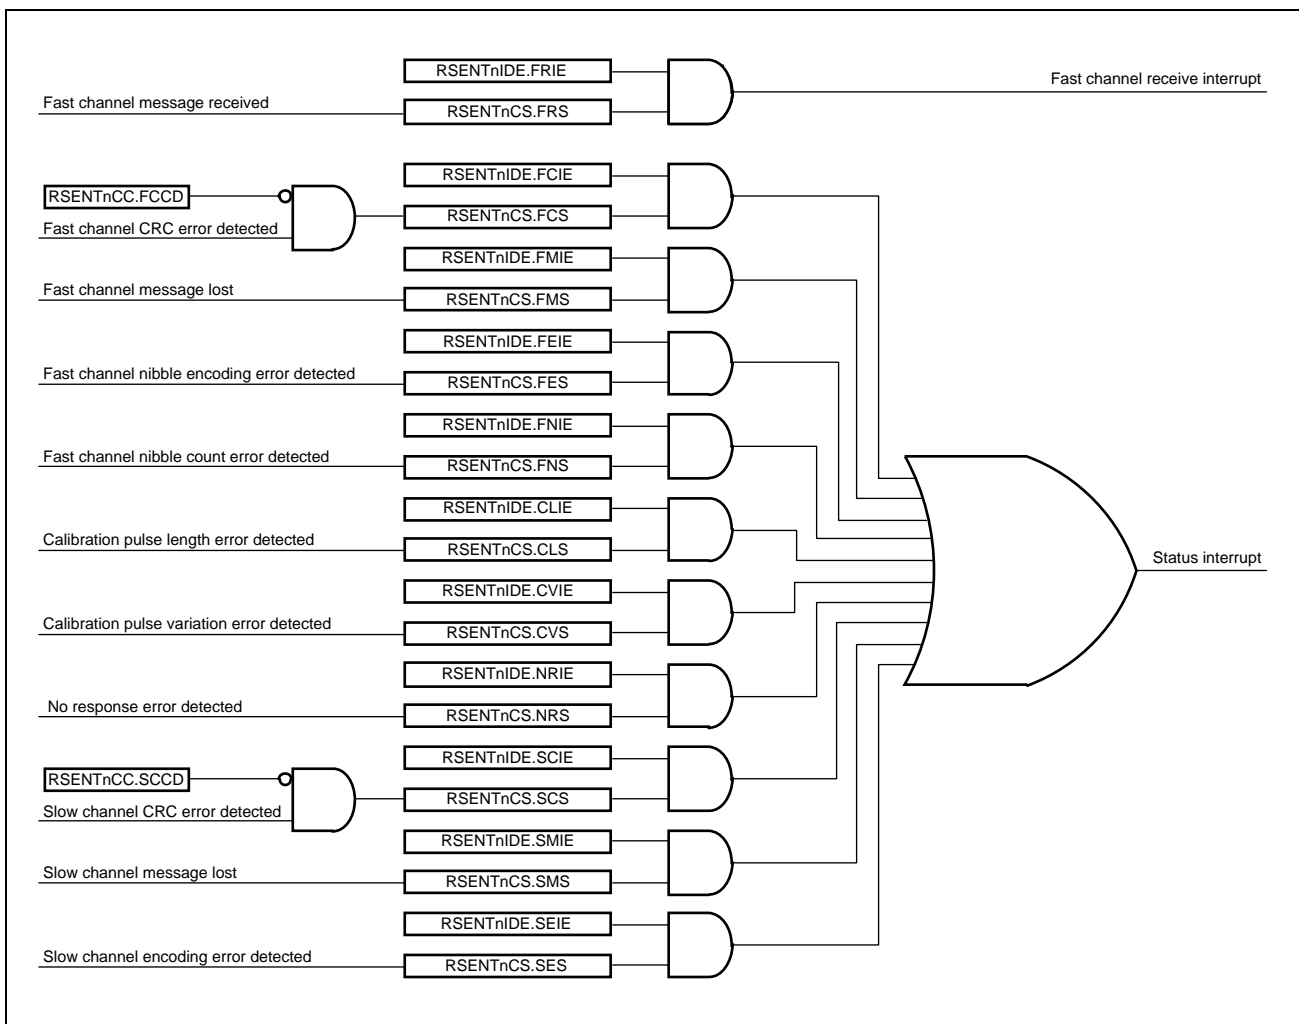 RSENTnIDE.FRIE
Fast channel receive interrupt
Fast channel message received
RSENTnCS.FRS
RSENTnIDE.FCIE
RSENTnCC.FCCD
RSENTnCS.FCS
Fast channel CRC error detected
RSENTnIDE.FMIE
Fast channel message lost
RSENTnCS.FMS
RSENTnIDE.FEIE
Fast channel nibble encoding error detected
RSENTnCS.FES
RSENTnIDE.FNIE
Fast channel nibble count error detected
RSENTnCS.FNS
RSENTnIDE.CLIE
Calibration pulse length error detected
RSENTnCS.CLS
Status interrupt
RSENTnIDE.CVIE
Calibration pulse variation error detected
RSENTnCS.CVS
RSENTnIDE.NRIE
No response error detected
RSENTnCS.NRS
RSENTnIDE.SCIE
RSENTnCC.SCCD
RSENTnCS.SCS
Slow channel CRC error detected
RSENTnIDE.SMIE
Slow channel message lost
RSENTnCS.SMS
RSENTnIDE.SEIE
Slow channel encoding error detected
RSENTnCS.SES